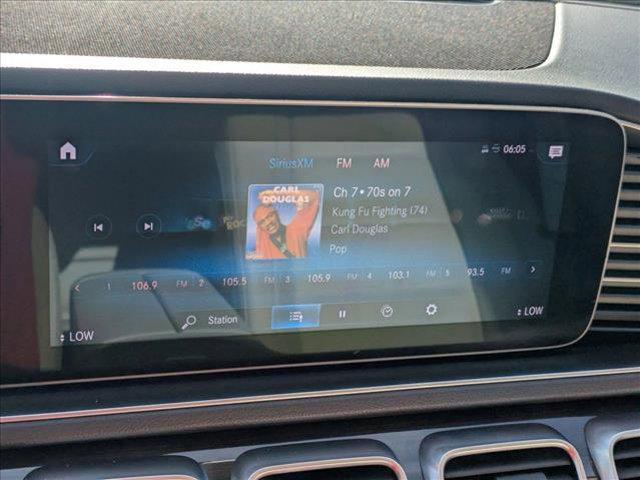 SiriusXM FM AM
06:05
CARL
DOUGLAS
Ch 7 • 70s on 7
Kung Fu Fighting (74)
Carl Douglas
Pop
1 106.9 FM 2 105.5 FM 3 105.9 FM 4 103.1 FM 5 93.5 FM
Station
LOW
LOW